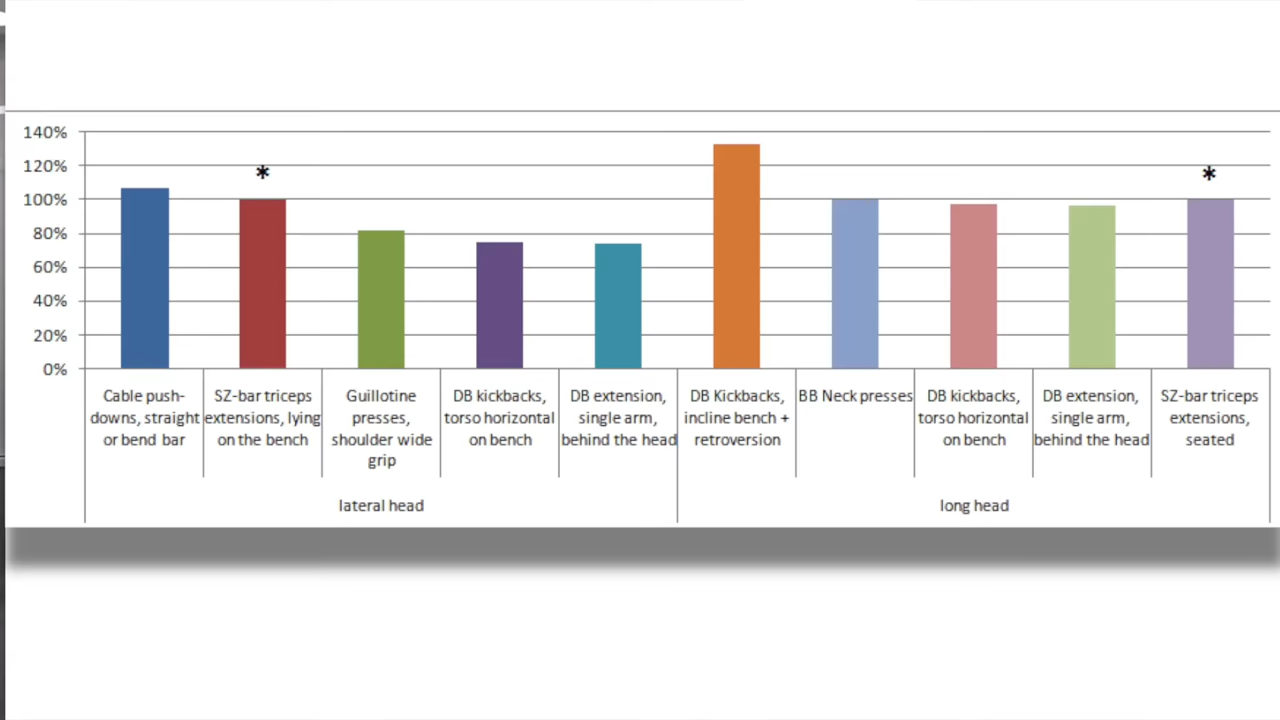 140%
120%
100%
80%
60%
40%
20%
0%
*
*
Cable push-
downs, straight
or bend bar
SZ-bar triceps
extensions, lying
on the bench
Guillotine
presses,
shoulder wide
grip
DB kickbacks,
torso horizontal
on bench
DB extension,
single arm,
behind the head
DB Kickbacks,
incline bench +
retroversion
BB Neck presses
DB kickbacks,
torso horizontal
on bench
DB extension,
single arm,
behind the head
SZ-bar triceps
extensions,
seated
lateral head
long head